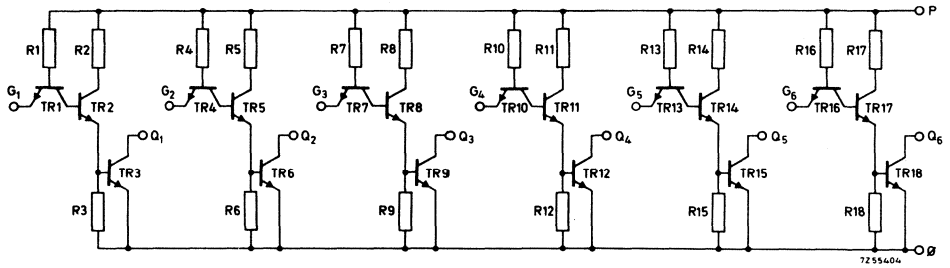 P
R1 R2 R4 R5 R7 R8 R10 R11 R13 R14 R16 R17
G1 TR1 TR2 G2 TR4 TR5 G3 TR7 TR8 G4 TR10 TR11 G5 TR13 TR14 G6 TR16 TR17
Q1 Q2 Q3 Q4 Q5 Q6
TR3 TR6 TR9 TR12 TR15 TR18
R3 R6 R9 R12 R15 R18
Ø
7Z55404